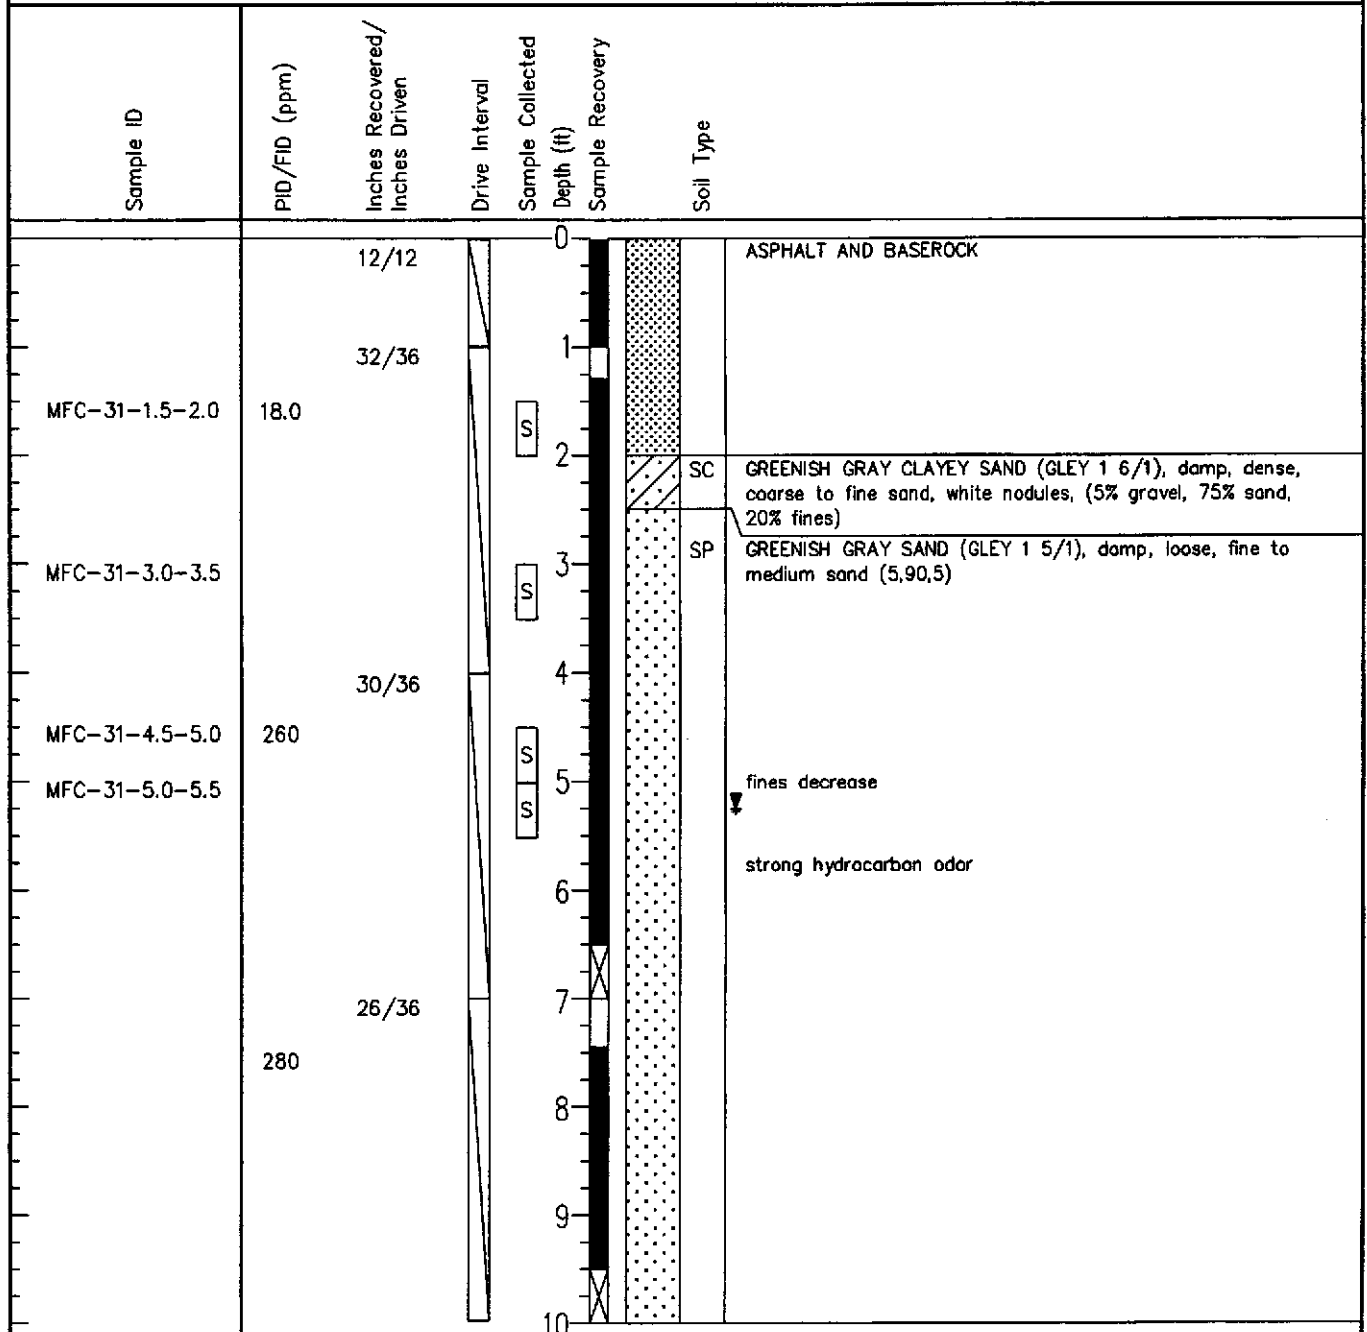 Sample ID
PID/FID (ppm)
Inches Recovered/
Inches Driven
Drive Interval
Sample Collected
Depth (ft)
Sample Recovery
Soil Type
0
12/12
ASPHALT AND BASEROCK
1
32/36
MFC-31-1.5-2.0 18.0
S
2
SC GREENISH GRAY CLAYEY SAND (GLEY 1 6/1), damp, dense,
coarse to fine sand, white nodules, (5% gravel, 75% sand,
20% fines)
SP GREENISH GRAY SAND (GLEY 1 5/1), damp, loose, fine to
medium sand (5,90,5)
3
MFC-31-3.0-3.5
S
4
30/36
MFC-31-4.5-5.0 260
S
5
fines decrease
MFC-31-5.0-5.5
S
strong hydrocarbon odor
6
7
26/36
280
8
9
10